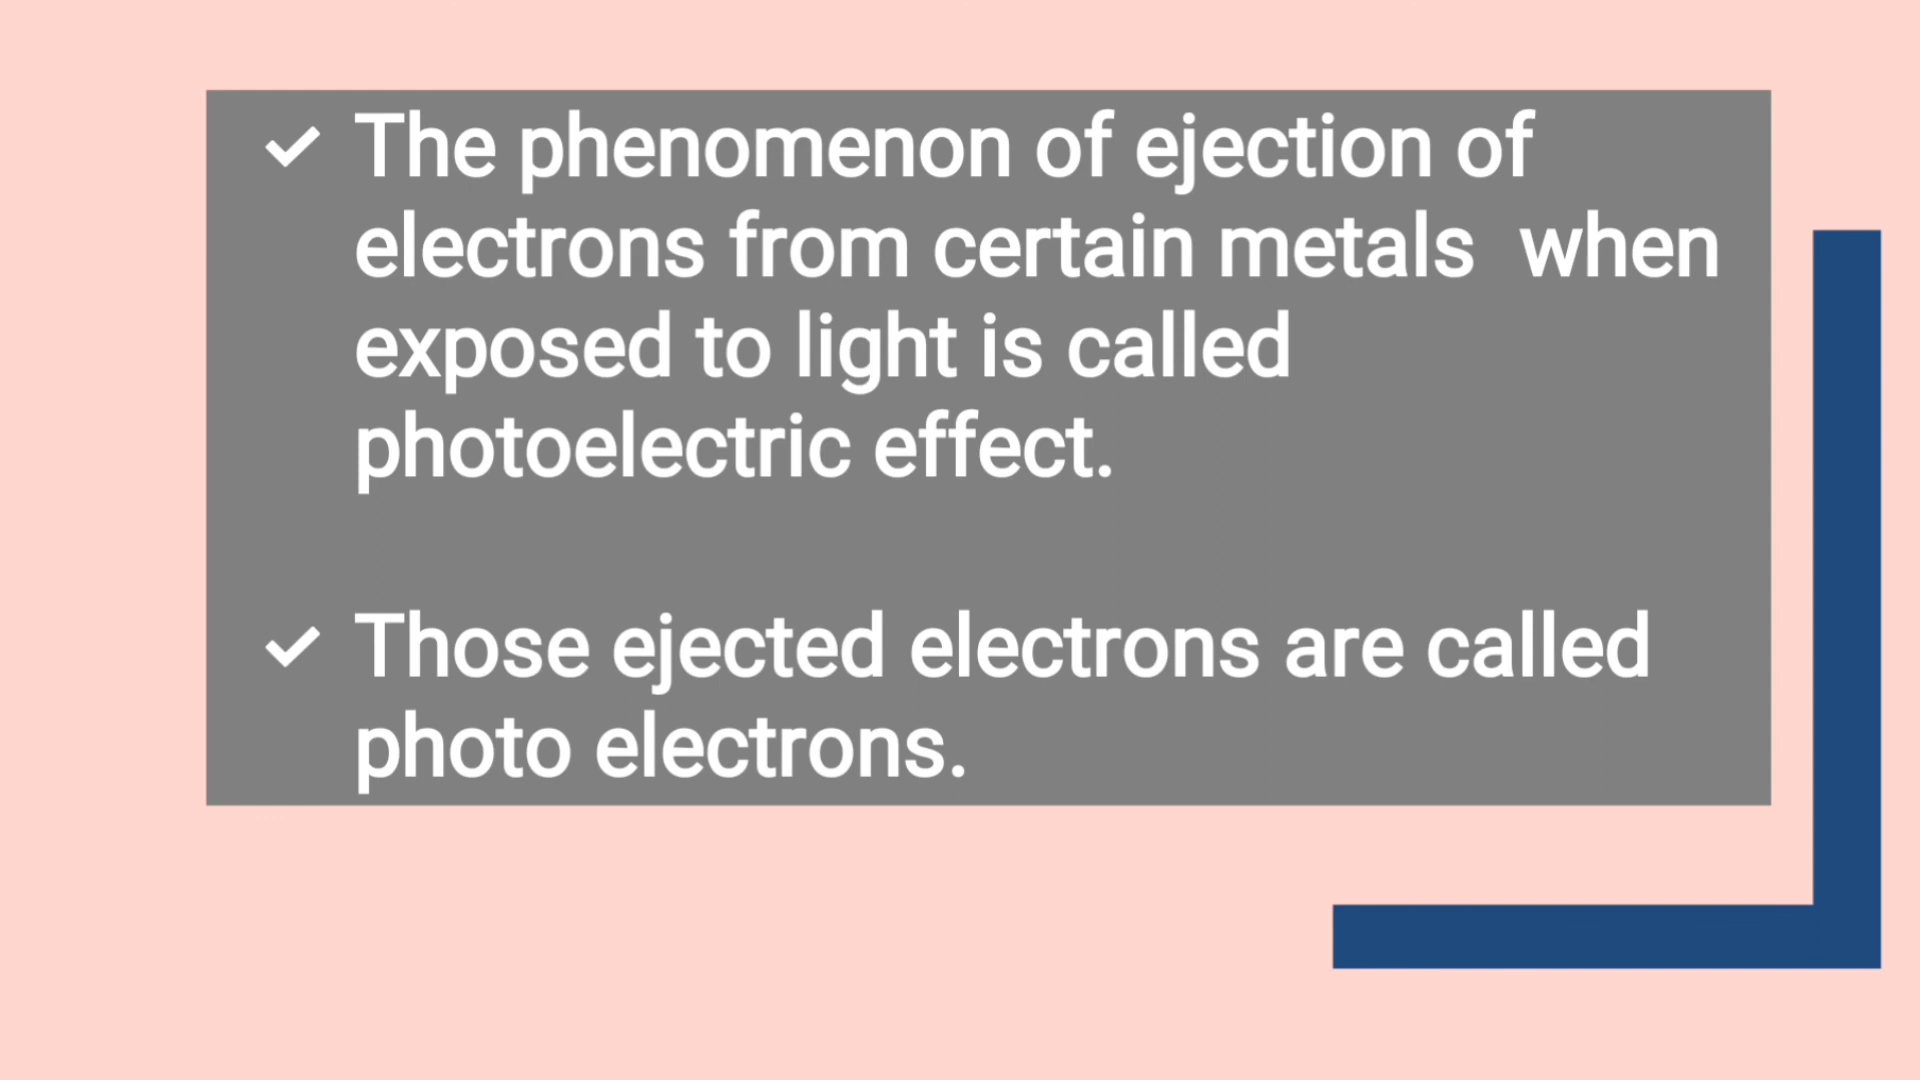 The phenomenon of ejection of
electrons from certain metals  when
exposed to light is called
photoelectric effect.
Those ejected electrons are called
photo electrons.